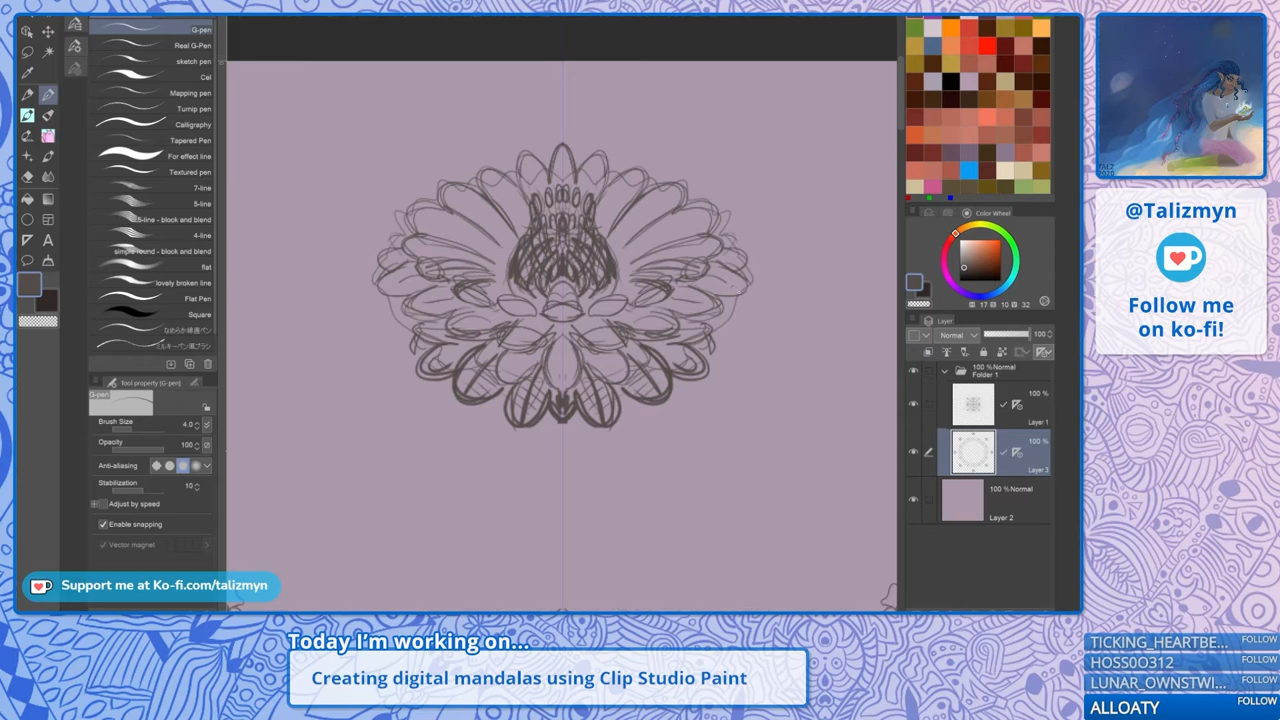 G-pen
Real G-Pen
sketch pen
Cel
Mapping pen
Turnip pen
Calligraphy
Tapered Pen
For effect line
Textured pen
7-line
5-line
5-line - block and blend
4-line
simple round - block and blend
flat
lovely broken line
Flat Pen
Square
Tool property [G-pen]
G-pen
Brush Size 4.0
Opacity 100
Anti-aliasing
Stabilization
10
Adjust by speed
Enable snapping
Vector magnet
Support me at Ko-fi.com/talizmyn
Color Wheel
17 10 32
Layer
Normal 100
100 % Normal
Folder 1
100 %
Layer 1
100 %
Layer 3
100 % Normal
Layer 2
@Talizmyn
Follow me
on ko-fi!
Today I'm working on...
Creating digital mandalas using Clip Studio Paint
TICKING_HEARTBE... FOLLOW
HOSS0O312 FOLLOW
LUNAR_OWNSTWI... FOLLOW
ALLOATY FOLLOW